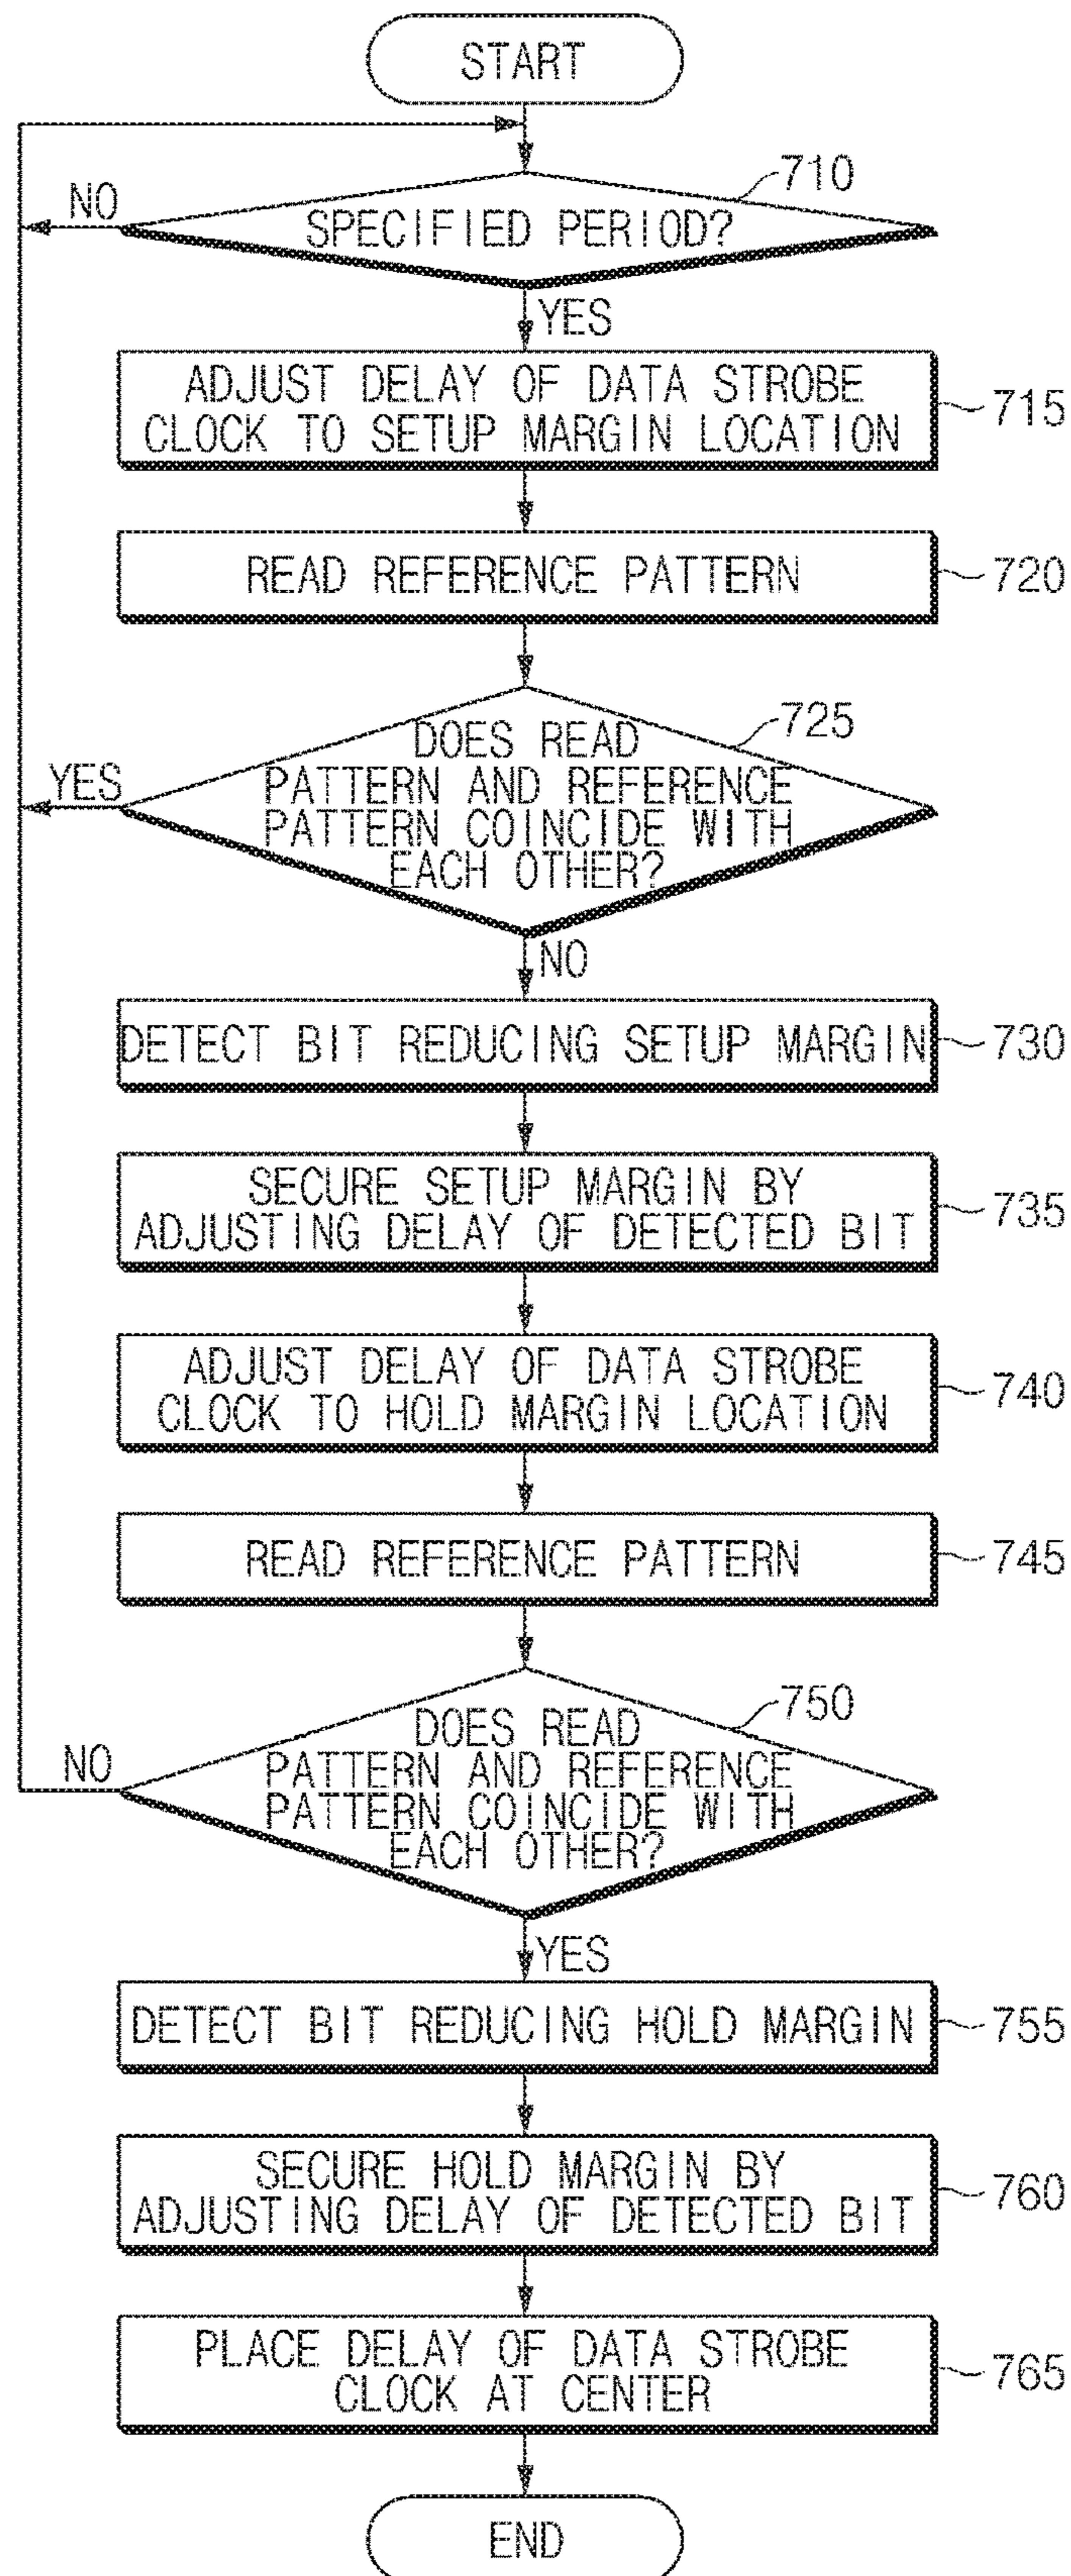 START
710
NO
SPECIFIED PERIOD?
YES
ADJUST DELAY OF DATA STROBE
CLOCK TO SETUP MARGIN LOCATION
715
READ REFERENCE PATTERN
720
725
DOES READ
YES
PATTERN AND REFERENCE
PATTERN COINCIDE WITH
EACH OTHER?
NO
DETECT BIT REDUCING SETUP MARGIN
730
SECURE SETUP MARGIN BY
ADJUSTING DELAY OF DETECTED BIT
735
ADJUST DELAY OF DATA STROBE
CLOCK TO HOLD MARGIN LOCATION
740
READ REFERENCE PATTERN
745
750
DOES READ
NO
PATTERN AND REFERENCE
PATTERN COINCIDE WITH
EACH OTHER?
YES
DETECT BIT REDUCING HOLD MARGIN
755
SECURE HOLD MARGIN BY
ADJUSTING DELAY OF DETECTED BIT
760
PLACE DELAY OF DATA STROBE
CLOCK AT CENTER
765
END